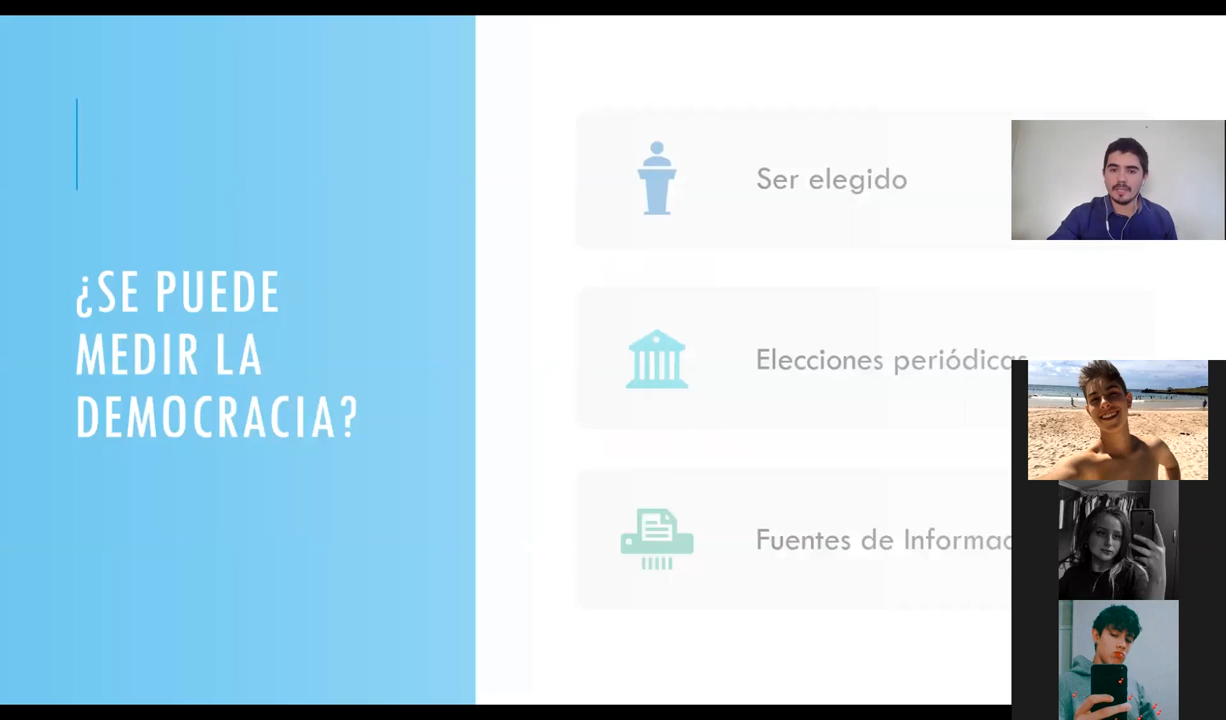 ¿SE PUEDE
MEDIR LA
DEMOCRACIA?
Ser elegido
Elecciones periódicas
Fuentes de Informac